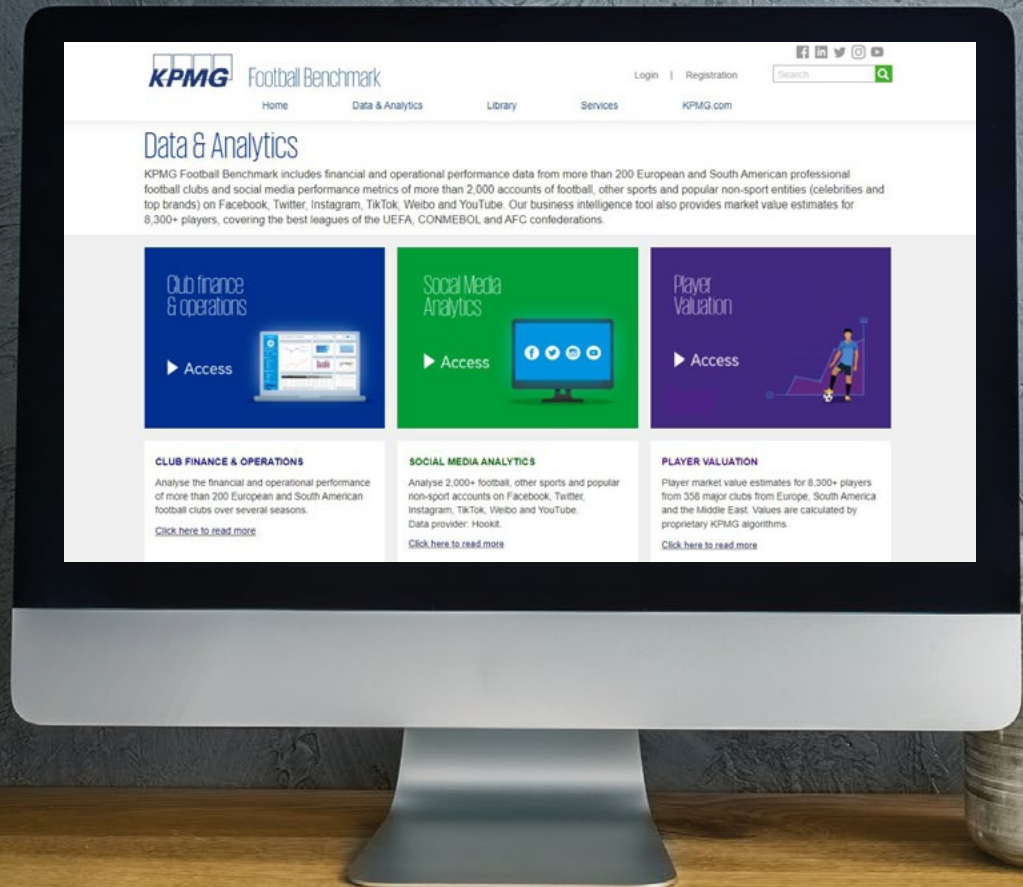 KPMG Football Benchmark
Login | Registration
Search
Home Data & Analytics Library Services KPMG.com
Data & Analytics
KPMG Football Benchmark includes financial and operational performance data from more than 200 European and South American professional
football clubs and social media performance metrics of more than 2,000 accounts of football, other sports and popular non-sport entities (celebrities and
top brands) on Facebook, Twitter, Instagram, TikTok, Weibo and YouTube. Our business intelligence tool also provides market value estimates for
8,300+ players, covering the best leagues of the UEFA, CONMEBOL and AFC confederations.
Club finance
& operations
Access
Social Media
Analytics
Access
Player
Valuation
Access
CLUB FINANCE & OPERATIONS
Analyse the financial and operational performance
of more than 200 European and South American
football clubs over several seasons.
Click here to read more
SOCIAL MEDIA ANALYTICS
Analyse 2,000+ football, other sports and popular
non-sport accounts on Facebook, Twitter,
Instagram, TikTok, Weibo and YouTube.
Data provider: Hookit.
Click here to read more
PLAYER VALUATION
Player market value estimates for 8,300+ players
from 358 major clubs from Europe, South America
and the Middle East. Values are calculated by
proprietary KPMG algorithms.
Click here to read more